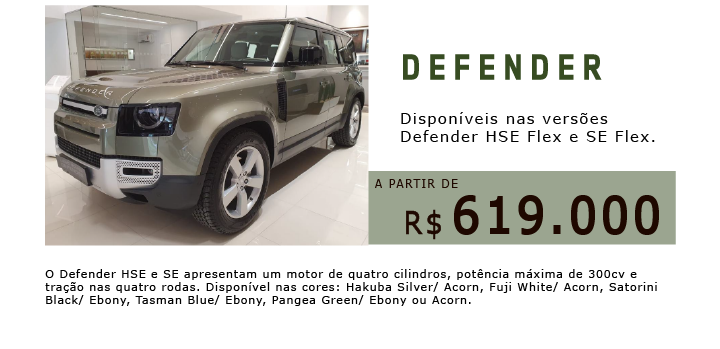 DEFENDER
DEFENDER
Disponíveis nas versões
Defender HSE Flex e SE Flex.
A PARTIR DE
R$ 619.000
O Defender HSE e SE apresentam um motor de quatro cilindros, potência máxima de 300cv e
tração nas quatro rodas. Disponível nas cores: Hakuba Silver/ Acorn, Fuji White/ Acorn, Satorini
Black/ Ebony, Tasman Blue/ Ebony, Pangea Green/ Ebony ou Acorn.